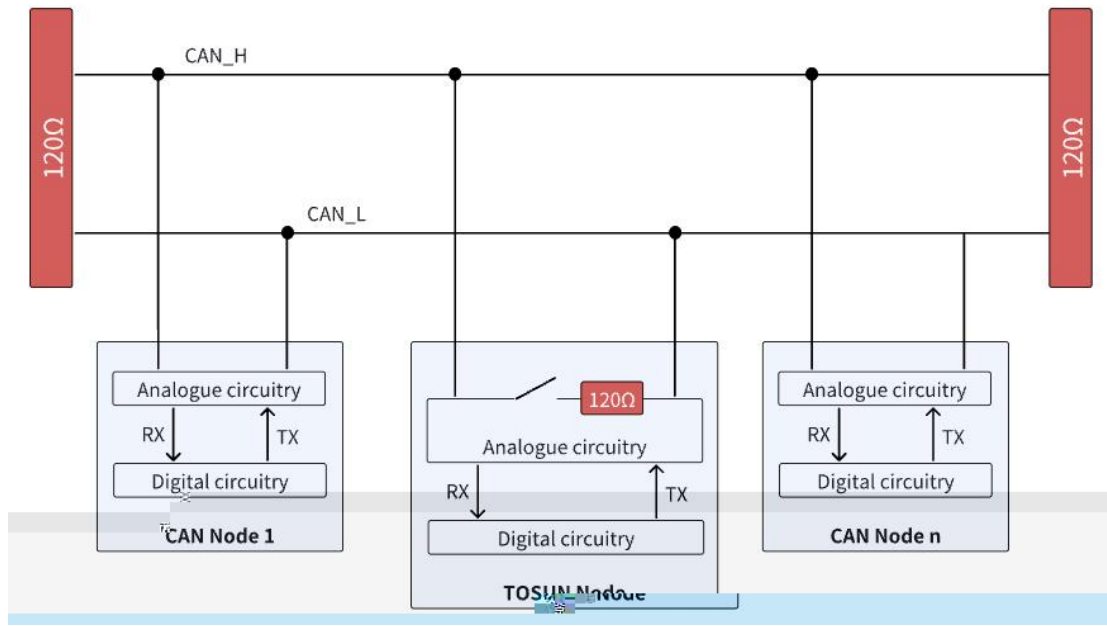 CAN_H
120Ω
120Ω
CAN_L
Analogue circuitry
RX
TX
Digital circuitry
CAN Node 1
120Ω
Analogue circuitry
RX
TX
Digital circuitry
TOSUN
Analogue circuitry
RX
TX
Digital circuitry
CAN Node n